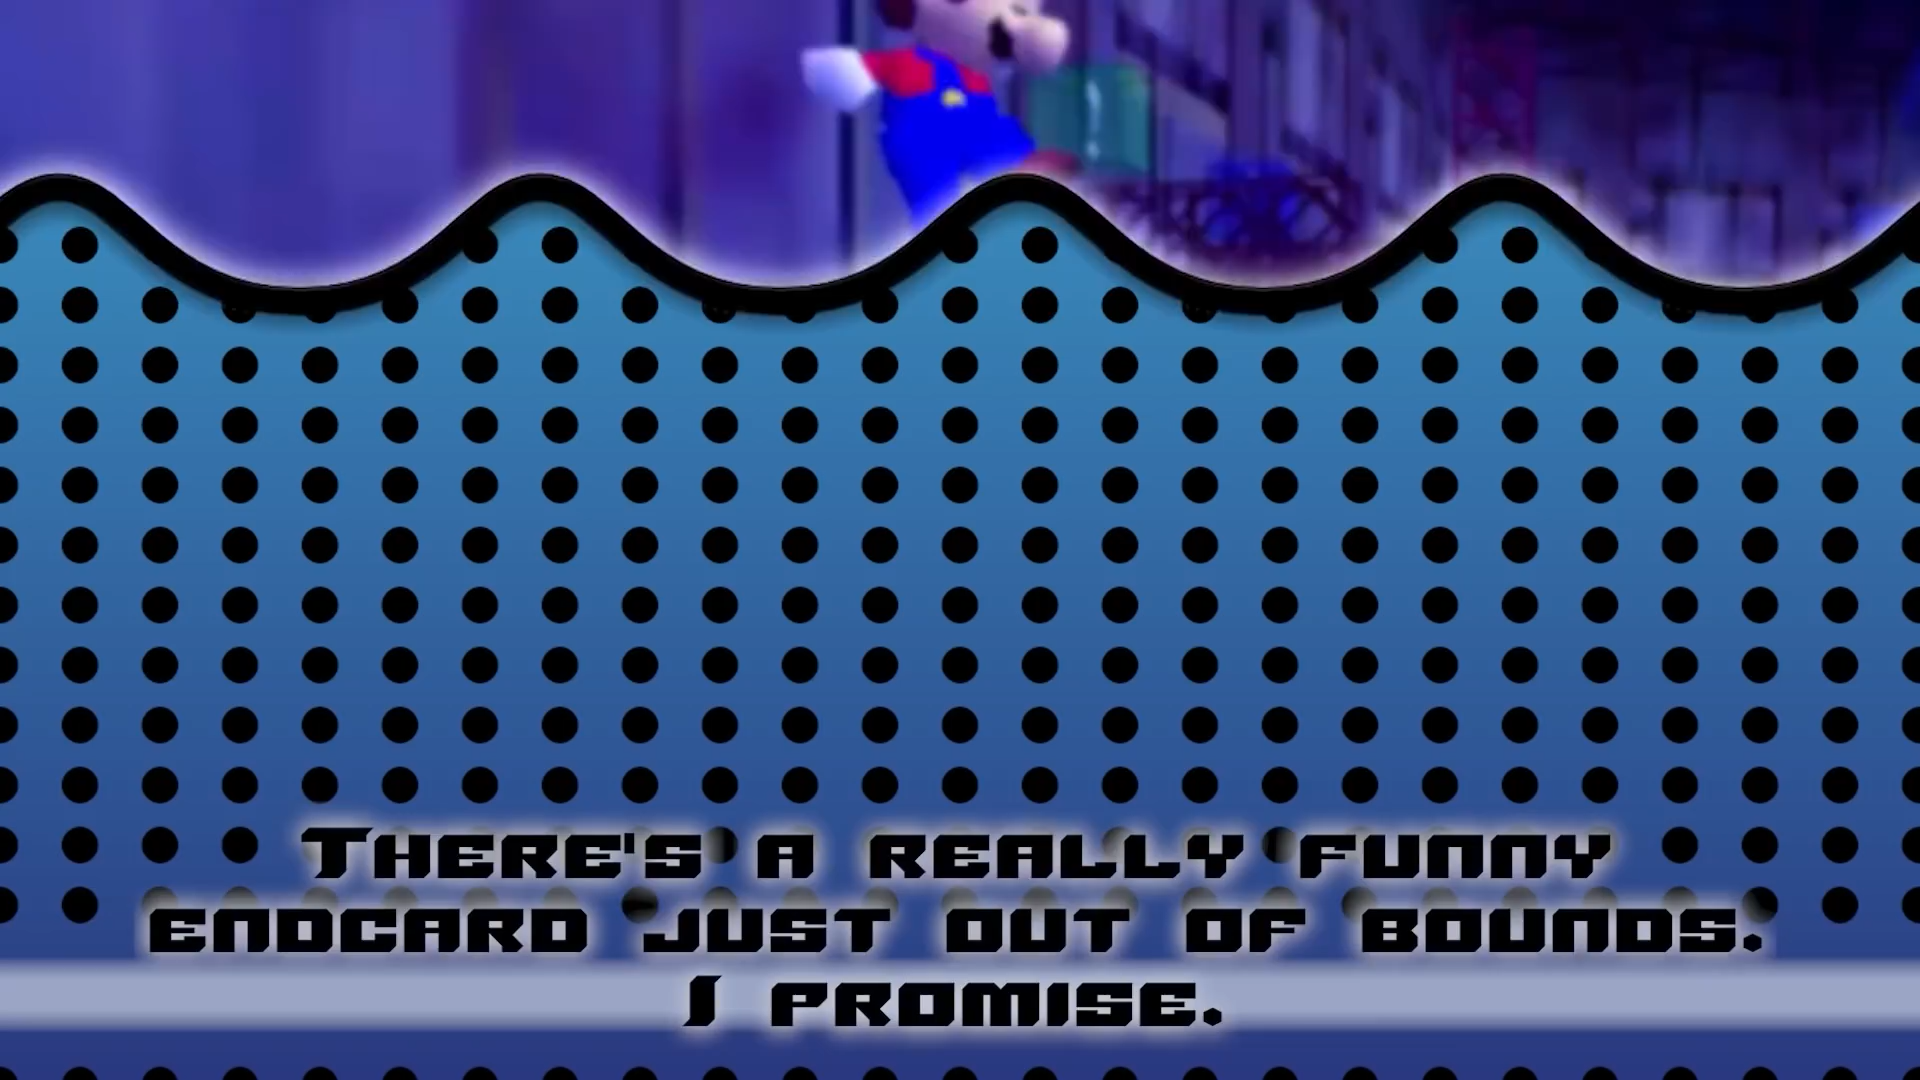 There's a really funny
endcard just out of bounds.
I promise.